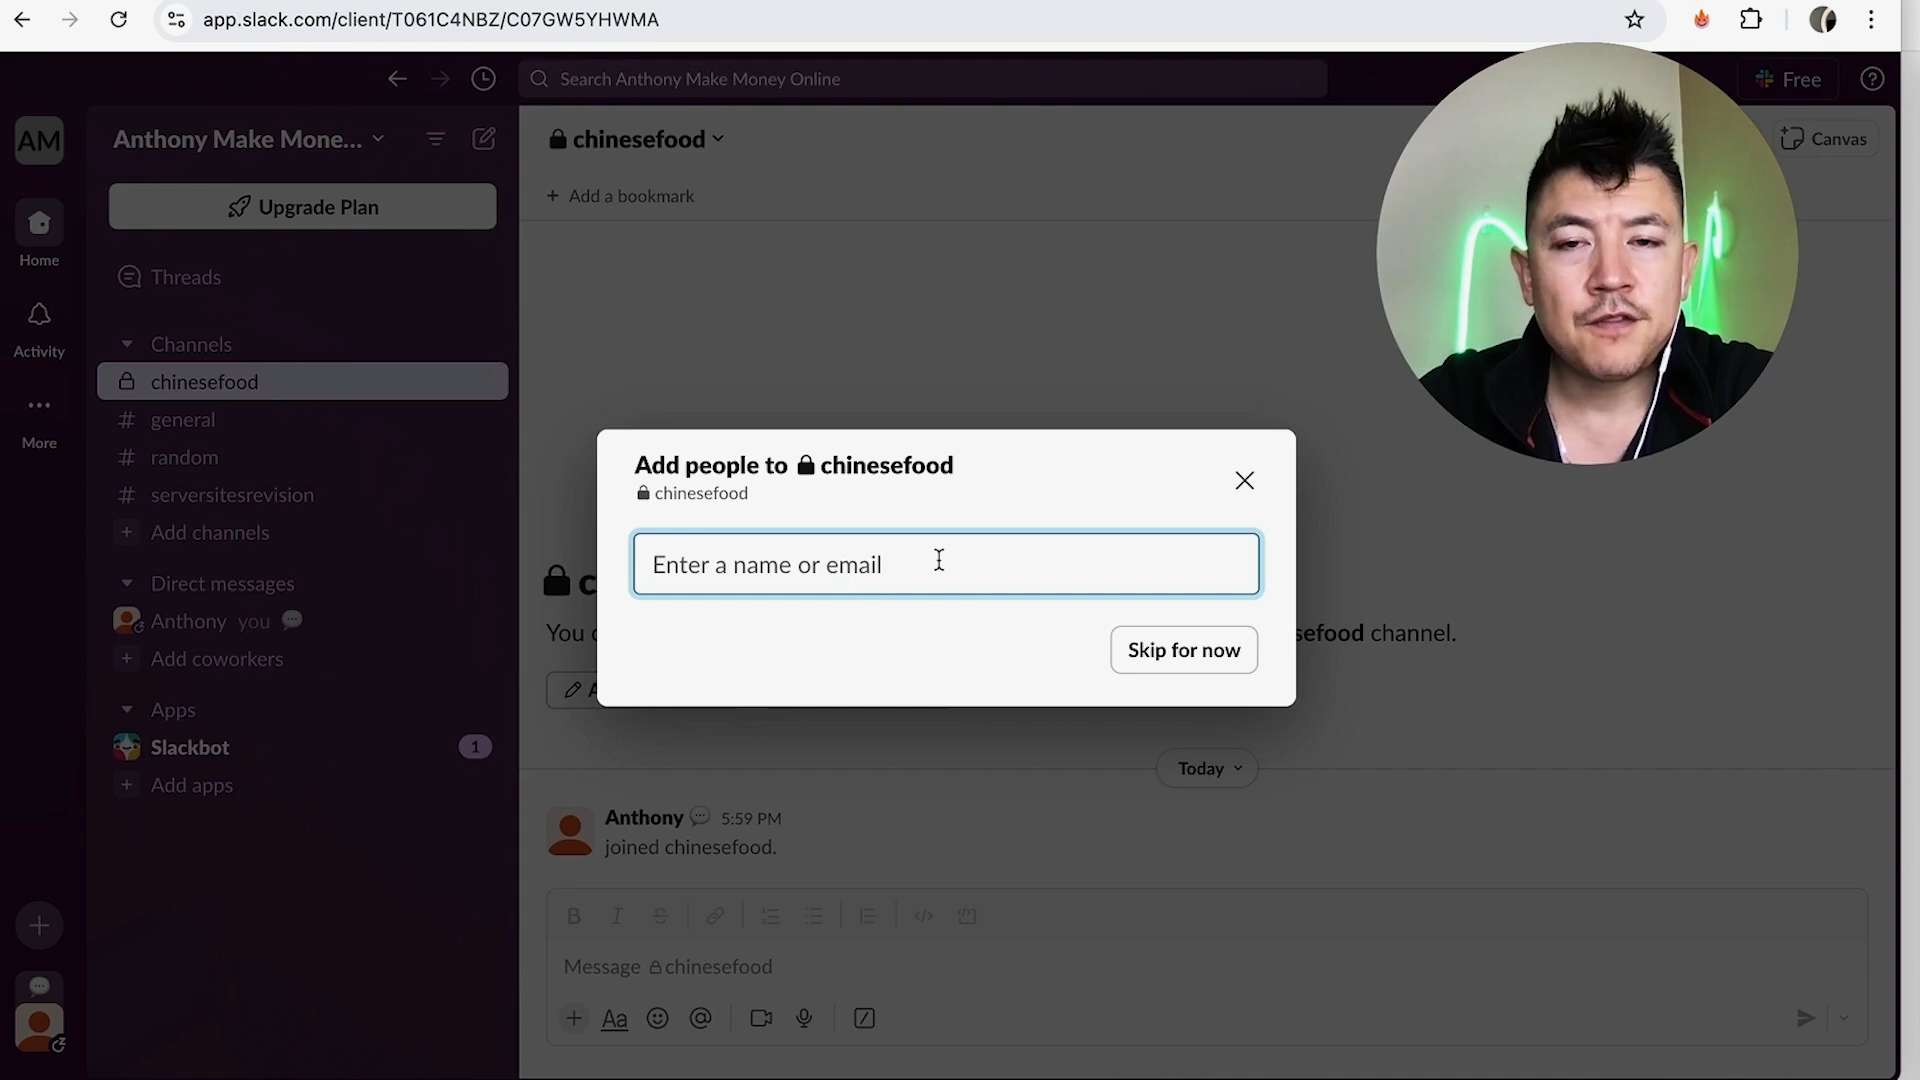 app.slack.com/client/T061C4NBZ/C07GW5YHWMA
Search Anthony Make Money Online
Free
AM
Anthony Make Mone...
chinesefood
Canvas
Upgrade Plan
+ Add a bookmark
Home
Threads
Activity
Channels
chinesefood
# general
More
# random
# serversitesrevision
+ Add channels
Add people to chinesefood
chinesefood
Enter a name or email
Skip for now
Direct messages
Anthony you
+ Add coworkers
c
You
sefood channel.
Apps
Slackbot 1
+ Add apps
Today
Anthony 5:59 PM
joined chinesefood.
B I S
Message chinesefood
+ Aa @